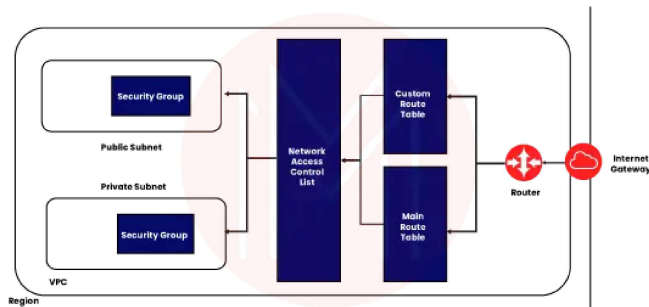 Security Group
Public Subnet
Private Subnet
Security Group
VPC
Region
Network
Access
Control
List
Custom
Route
Table
Main
Route
Table
Router
Internet
Gateway